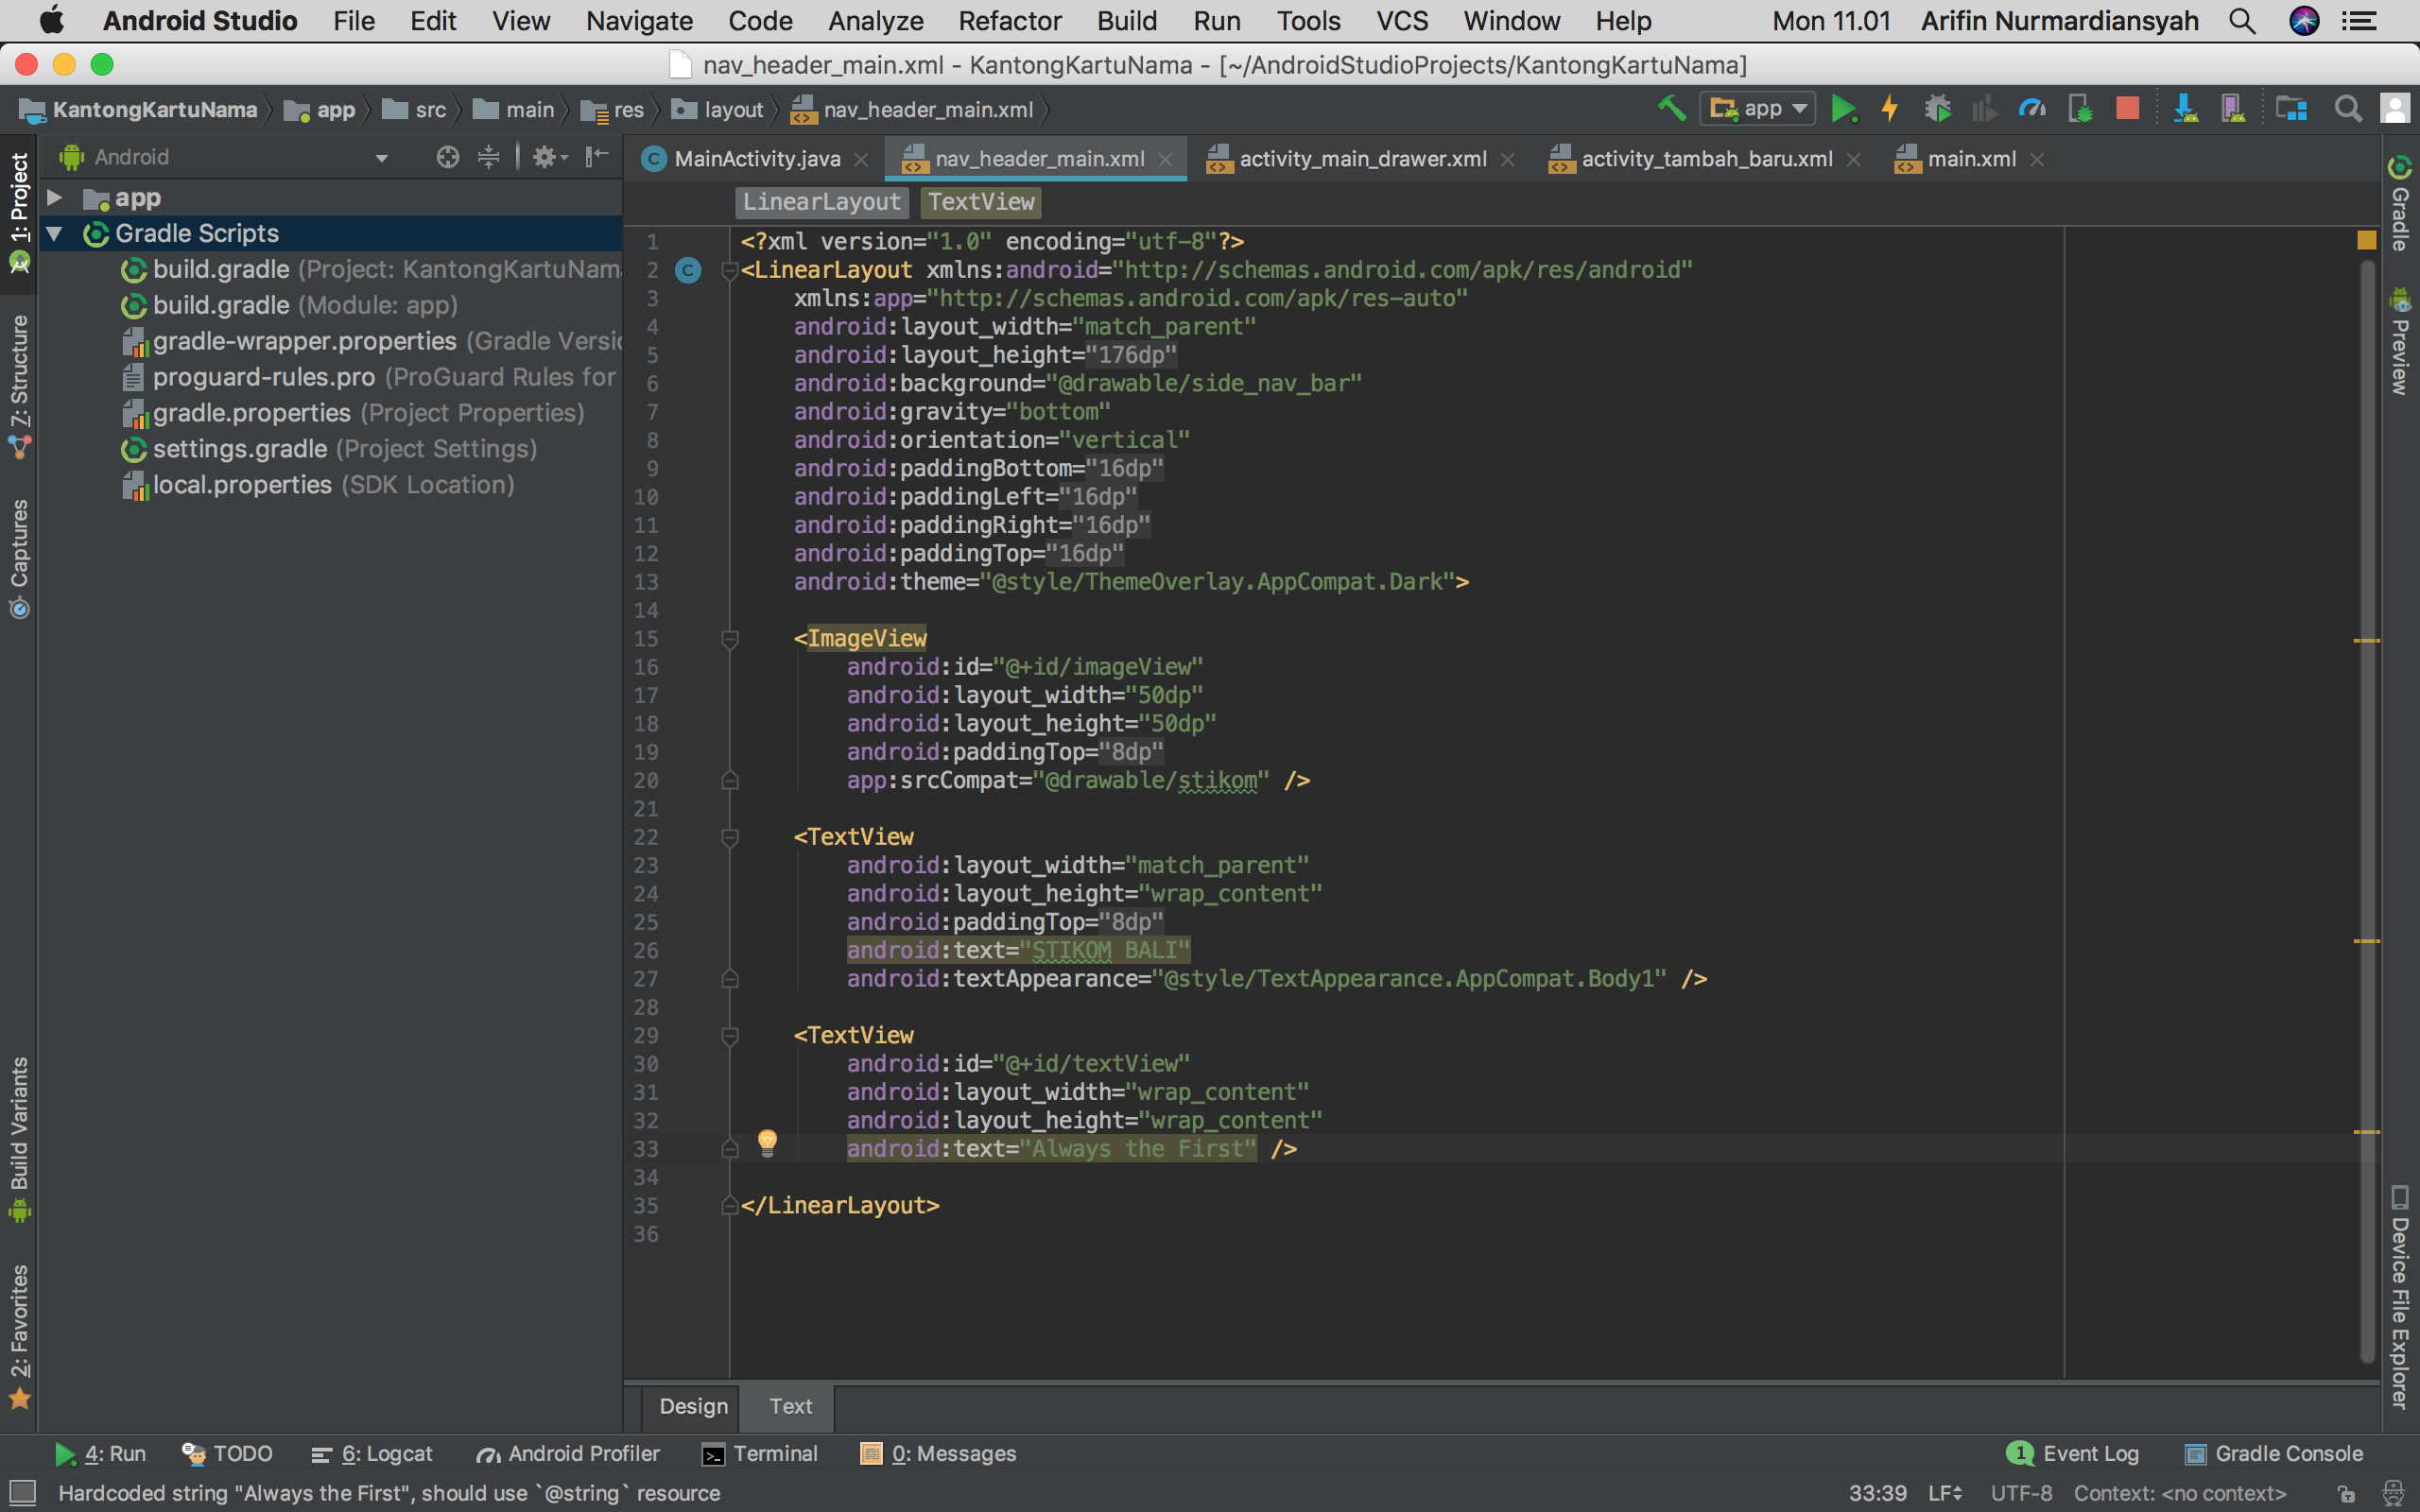 Android Studio File Edit View Navigate Code Analyze Refactor Build Run Tools VCS Window Help Mon 11.01 Arifin Nurmardiansyah
nav_header_main.xml - KantongKartuNama - [~/AndroidStudioProjects/KantongKartuNama]
KantongKartuNama app src main res layout nav_header_main.xml app
Android
MainActivity.java nav_header_main.xml activity_main_drawer.xml activity_tambah_baru.xml main.xml
1: Project
7: Structure
Captures
Build Variants
2: Favorites
app
Gradle Scripts
build.gradle (Project: KantongKartuNam
build.gradle (Module: app)
gradle-wrapper.properties (Gradle Versio
proguard-rules.pro (ProGuard Rules for
gradle.properties (Project Properties)
settings.gradle (Project Settings)
local.properties (SDK Location)
LinearLayout TextView
1 <?xml version="1.0" encoding="utf-8"?>
2 <LinearLayout xmlns:android="http://schemas.android.com/apk/res/android"
3 xmlns:app="http://schemas.android.com/apk/res-auto"
4 android:layout_width="match_parent"
5 android:layout_height="176dp"
6 android:background="@drawable/side_nav_bar"
7 android:gravity="bottom"
8 android:orientation="vertical"
9 android:paddingBottom="16dp"
10 android:paddingLeft="16dp"
11 android:paddingRight="16dp"
12 android:paddingTop="16dp"
13 android:theme="@style/ThemeOverlay.AppCompat.Dark">
14
15 <ImageView
16 android:id="@+id/imageView"
17 android:layout_width="50dp"
18 android:layout_height="50dp"
19 android:paddingTop="8dp"
20 app:srcCompat="@drawable/stikom" />
21
22 <TextView
23 android:layout_width="match_parent"
24 android:layout_height="wrap_content"
25 android:paddingTop="8dp"
26 android:text="STIKOM BALI"
27 android:textAppearance="@style/TextAppearance.AppCompat.Body1" />
28
29 <TextView
30 android:id="@+id/textView"
31 android:layout_width="wrap_content"
32 android:layout_height="wrap_content"
33 android:text="Always the First" />
34
35 </LinearLayout>
36
Gradle
Preview
Device File Explorer
Design Text
4: Run TODO 6: Logcat Android Profiler Terminal 0: Messages 1 Event Log Gradle Console
Hardcoded string "Always the First", should use `@string` resource 33:39 LF UTF-8 Context: <no context>